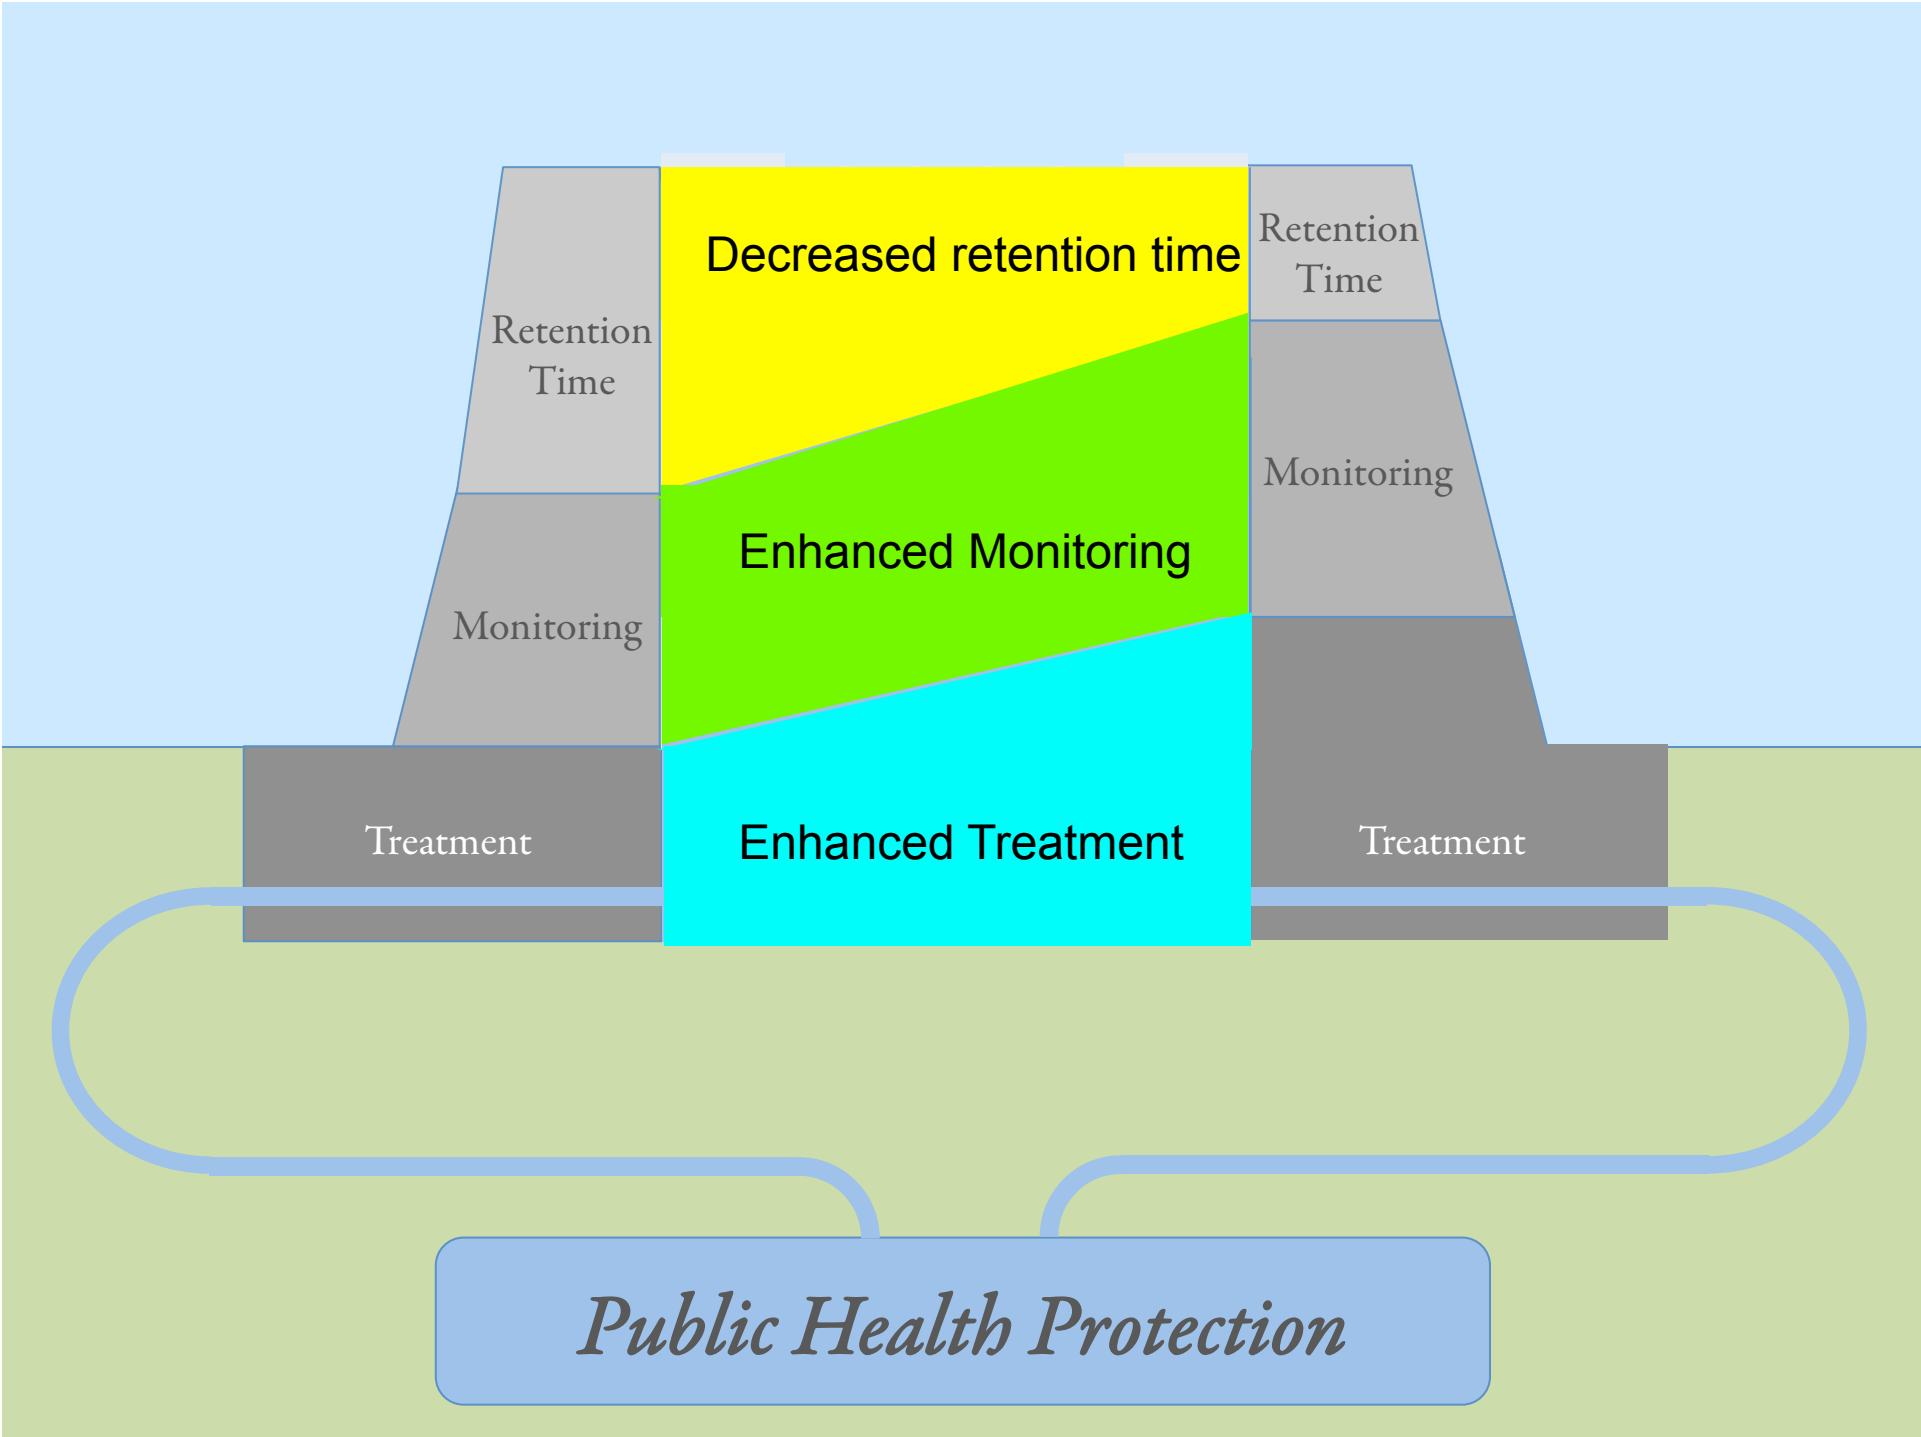 Decreased retention time
Retention
Time
Retention
Time
Monitoring
Enhanced Monitoring
Monitoring
Treatment
Enhanced Treatment
Treatment
Public Health Protection